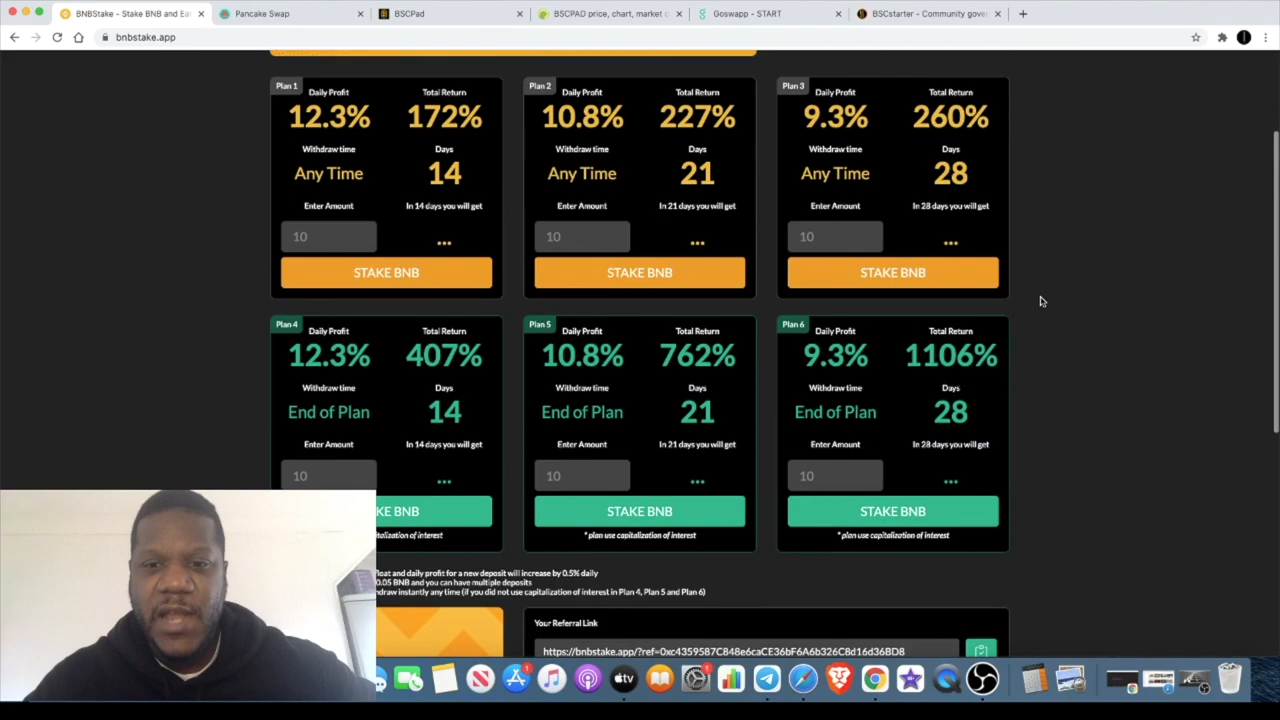 BNBStake - Stake BNB and Ea
Pancake Swap
BSCPad
BSCPAD price, chart, market c
Goswapp - START
BSCstarter - Community gover
bnbstake.app
Plan 1
Daily Profit
Total Return
12.3%
172%
Withdraw time
Days
Any Time
14
Enter Amount
In 14 days you will get
10
...
STAKE BNB
Plan 2
Daily Profit
Total Return
10.8%
227%
Withdraw time
Days
Any Time
21
Enter Amount
In 21 days you will get
10
...
STAKE BNB
Plan 3
Daily Profit
Total Return
9.3%
260%
Withdraw time
Days
Any Time
28
Enter Amount
In 28 days you will get
10
...
STAKE BNB
Plan 4
Daily Profit
Total Return
12.3%
407%
Withdraw time
Days
End of Plan
14
Enter Amount
In 14 days you will get
10
...
KE BNB
talization of interest
Plan 5
Daily Profit
Total Return
10.8%
762%
Withdraw time
Days
End of Plan
21
Enter Amount
In 21 days you will get
10
...
STAKE BNB
* plan use capitalization of interest
Plan 6
Daily Profit
Total Return
9.3%
1106%
Withdraw time
Days
End of Plan
28
Enter Amount
In 28 days you will get
10
...
STAKE BNB
* plan use capitalization of interest
float and daily profit for a new deposit will increase by 0.5% daily
0.05 BNB and you can have multiple deposits
draw instantly any time (if you did not use capitalization of interest in Plan 4, Plan 5 and Plan 6)
Your Referral Link
https://bnbstake.app/?ref=0xc4359587C848e6caCE36bF6A6b326C8d16d36BD8
tv
1
1